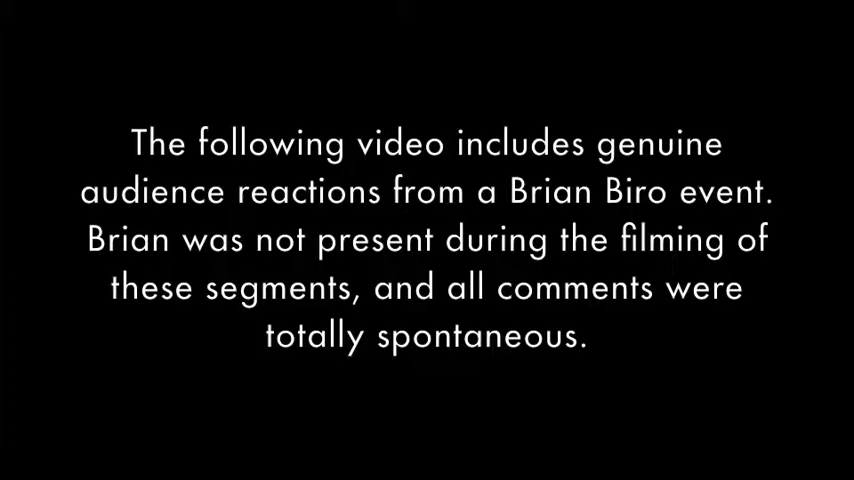 The following video includes genuine
audience reactions from a Brian Biro event.
Brian was not present during the filming of
these segments, and all comments were
totally spontaneous.